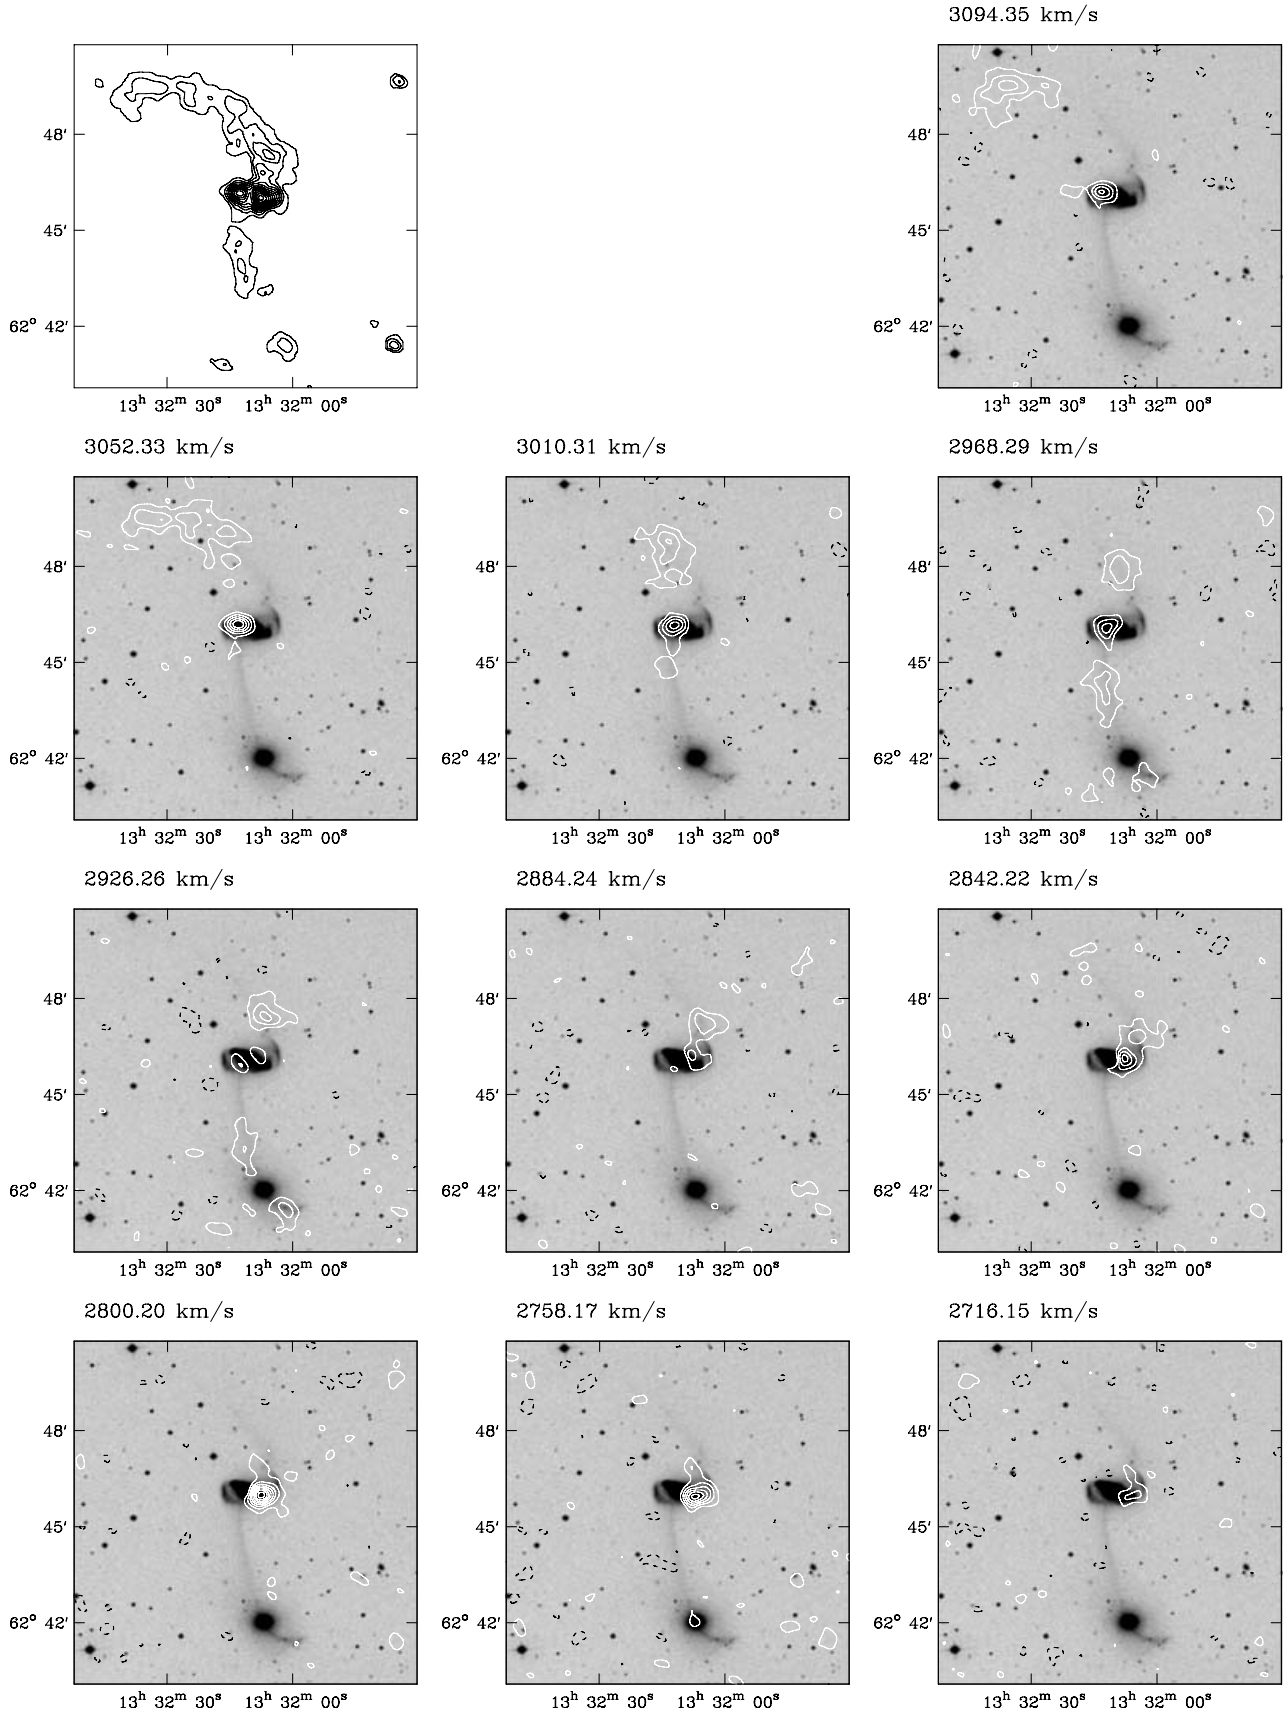 3094.35 km/s
48'
45'
62° 42'
13ʰ 32ᵐ 30ˢ 13ʰ 32ᵐ 00ˢ
48'
45'
62° 42'
13ʰ 32ᵐ 30ˢ 13ʰ 32ᵐ 00ˢ
3052.33 km/s
3010.31 km/s
2968.29 km/s
48'
45'
62° 42'
13ʰ 32ᵐ 30ˢ 13ʰ 32ᵐ 00ˢ
48'
45'
62° 42'
13ʰ 32ᵐ 30ˢ 13ʰ 32ᵐ 00ˢ
48'
45'
62° 42'
13ʰ 32ᵐ 30ˢ 13ʰ 32ᵐ 00ˢ
2926.26 km/s
2884.24 km/s
2842.22 km/s
48'
45'
62° 42'
13ʰ 32ᵐ 30ˢ 13ʰ 32ᵐ 00ˢ
48'
45'
62° 42'
13ʰ 32ᵐ 30ˢ 13ʰ 32ᵐ 00ˢ
48'
45'
62° 42'
13ʰ 32ᵐ 30ˢ 13ʰ 32ᵐ 00ˢ
2800.20 km/s
2758.17 km/s
2716.15 km/s
48'
45'
62° 42'
13ʰ 32ᵐ 30ˢ 13ʰ 32ᵐ 00ˢ
48'
45'
62° 42'
13ʰ 32ᵐ 30ˢ 13ʰ 32ᵐ 00ˢ
48'
45'
62° 42'
13ʰ 32ᵐ 30ˢ 13ʰ 32ᵐ 00ˢ